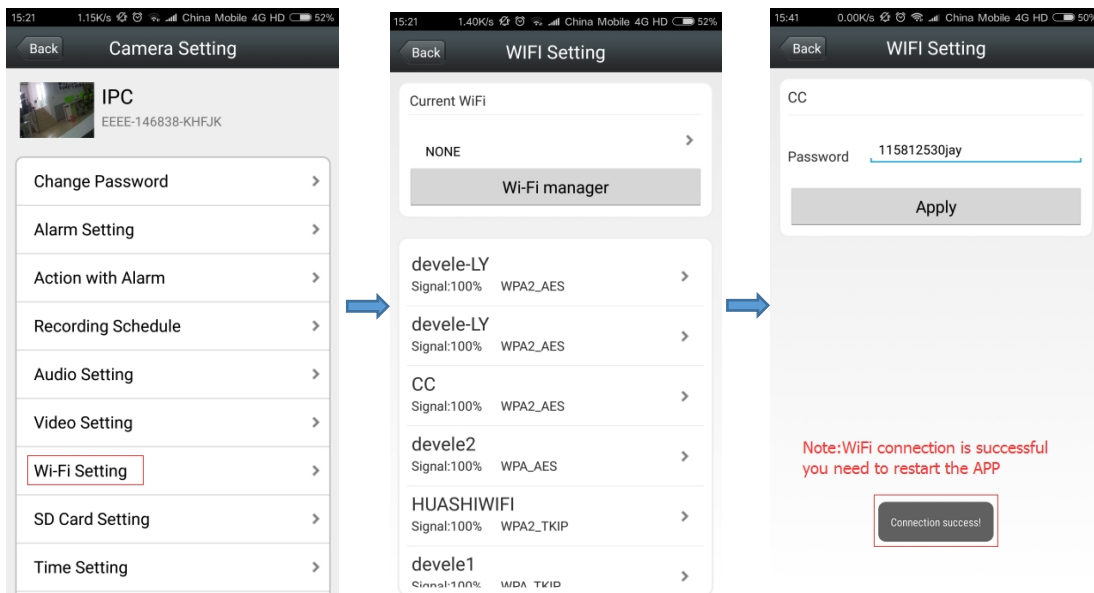 15:21 1.15K/s China Mobile 4G HD 52%
Back Camera Setting
IPC
EEEE-146838-KHFJK
Change Password
Alarm Setting
Action with Alarm
Recording Schedule
Audio Setting
Video Setting
Wi-Fi Setting
SD Card Setting
Time Setting
15:21 1.40K/s China Mobile 4G HD 52%
Back WIFI Setting
Current WiFi
NONE
Wi-Fi manager
devele-LY
Signal:100% WPA2_AES
devele-LY
Signal:100% WPA2_AES
CC
Signal:100% WPA2_AES
devele2
Signal:100% WPA_AES
HUASHIWIFI
Signal:100% WPA2_TKIP
devele1
Signal:100% WPA_TKIP
15:41 0.00K/s China Mobile 4G HD 50%
Back WIFI Setting
CC
Password 115812530jay
Apply
Note:WiFi connection is successful
you need to restart the APP
Connection success!